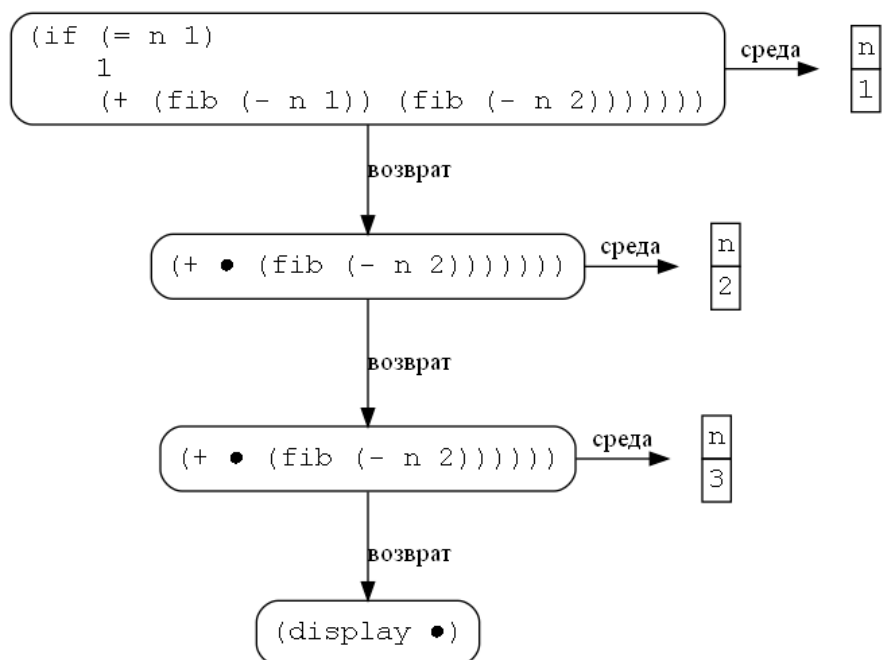 (if (= n 1)
1
(+ (fib (- n 1)) (fib (- n 2)))))))
среда
n
1
возврат
(+ ● (fib (- n 2)))))))
среда
n
2
возврат
(+ ● (fib (- n 2))))))
среда
n
3
возврат
(display ●)